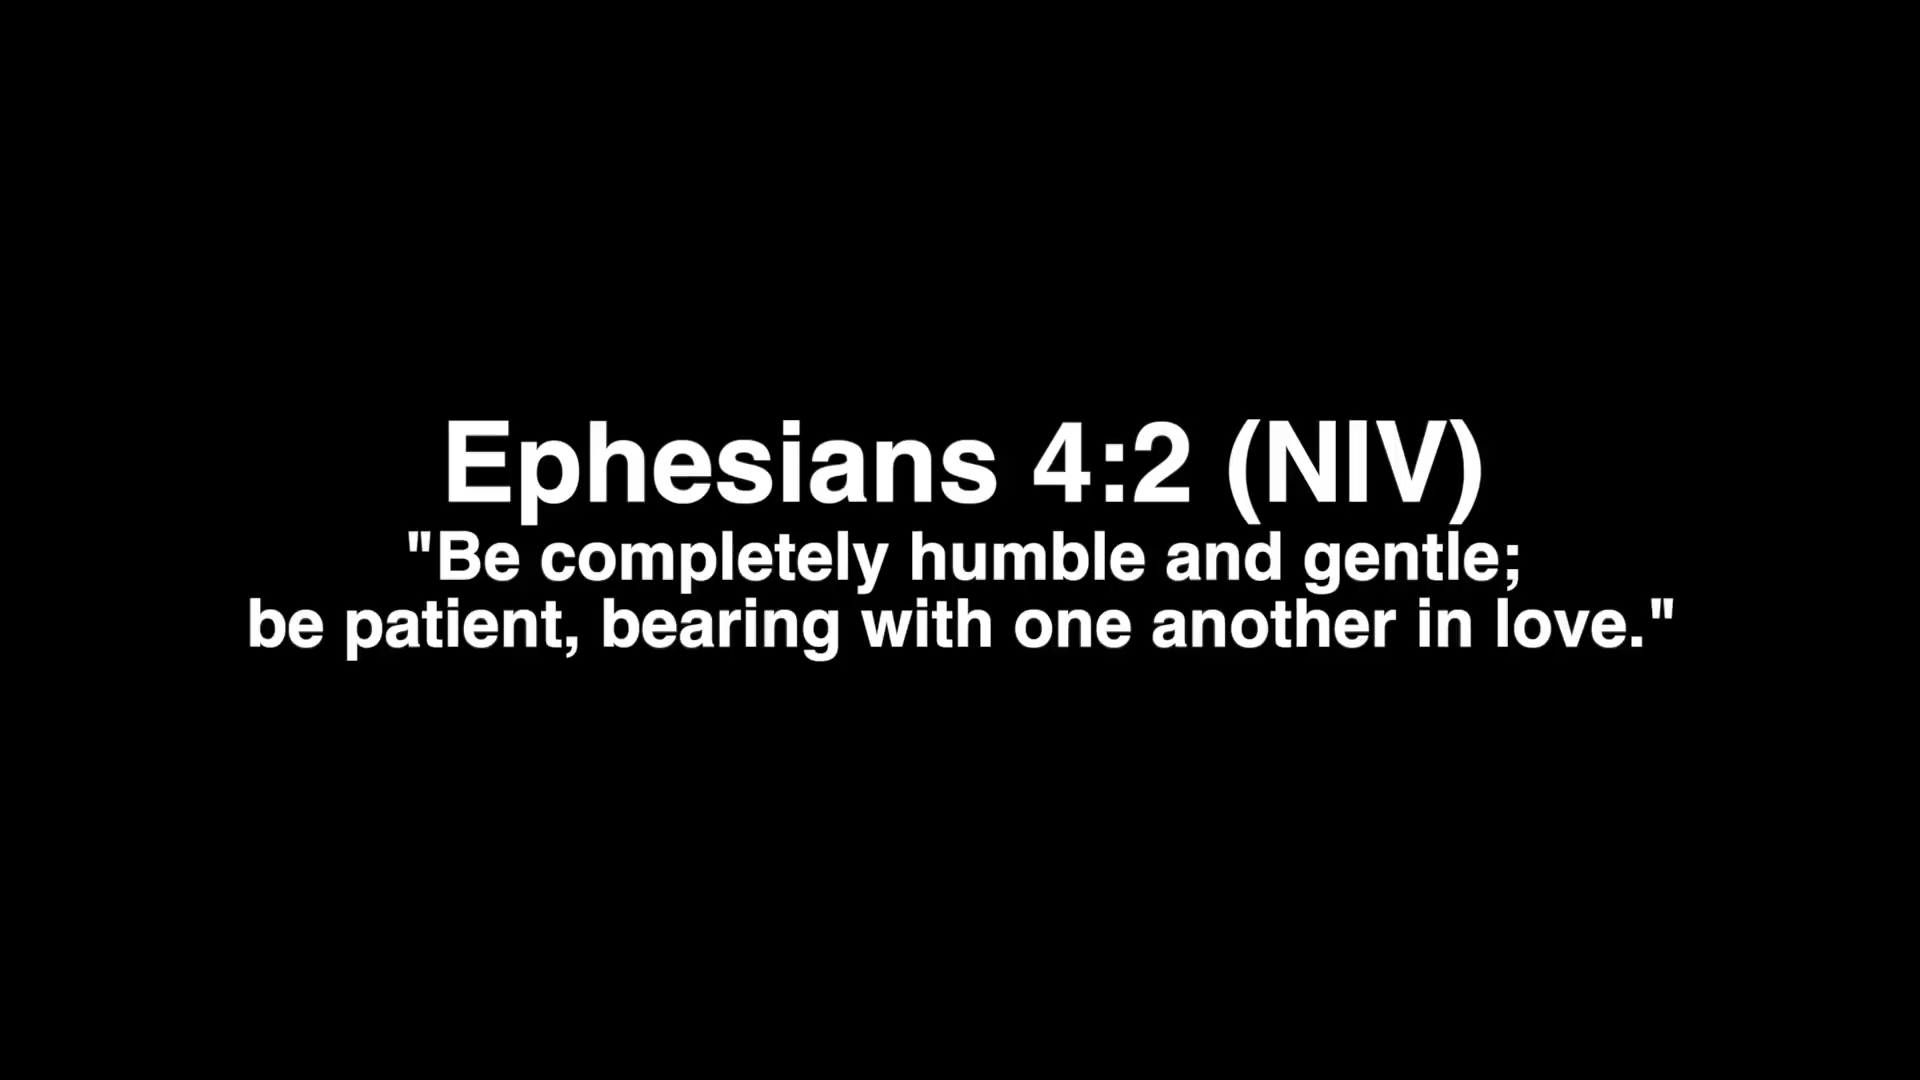 Ephesians 4:2 (NIV)
"Be completely humble and gentle;
be patient, bearing with one another in love."